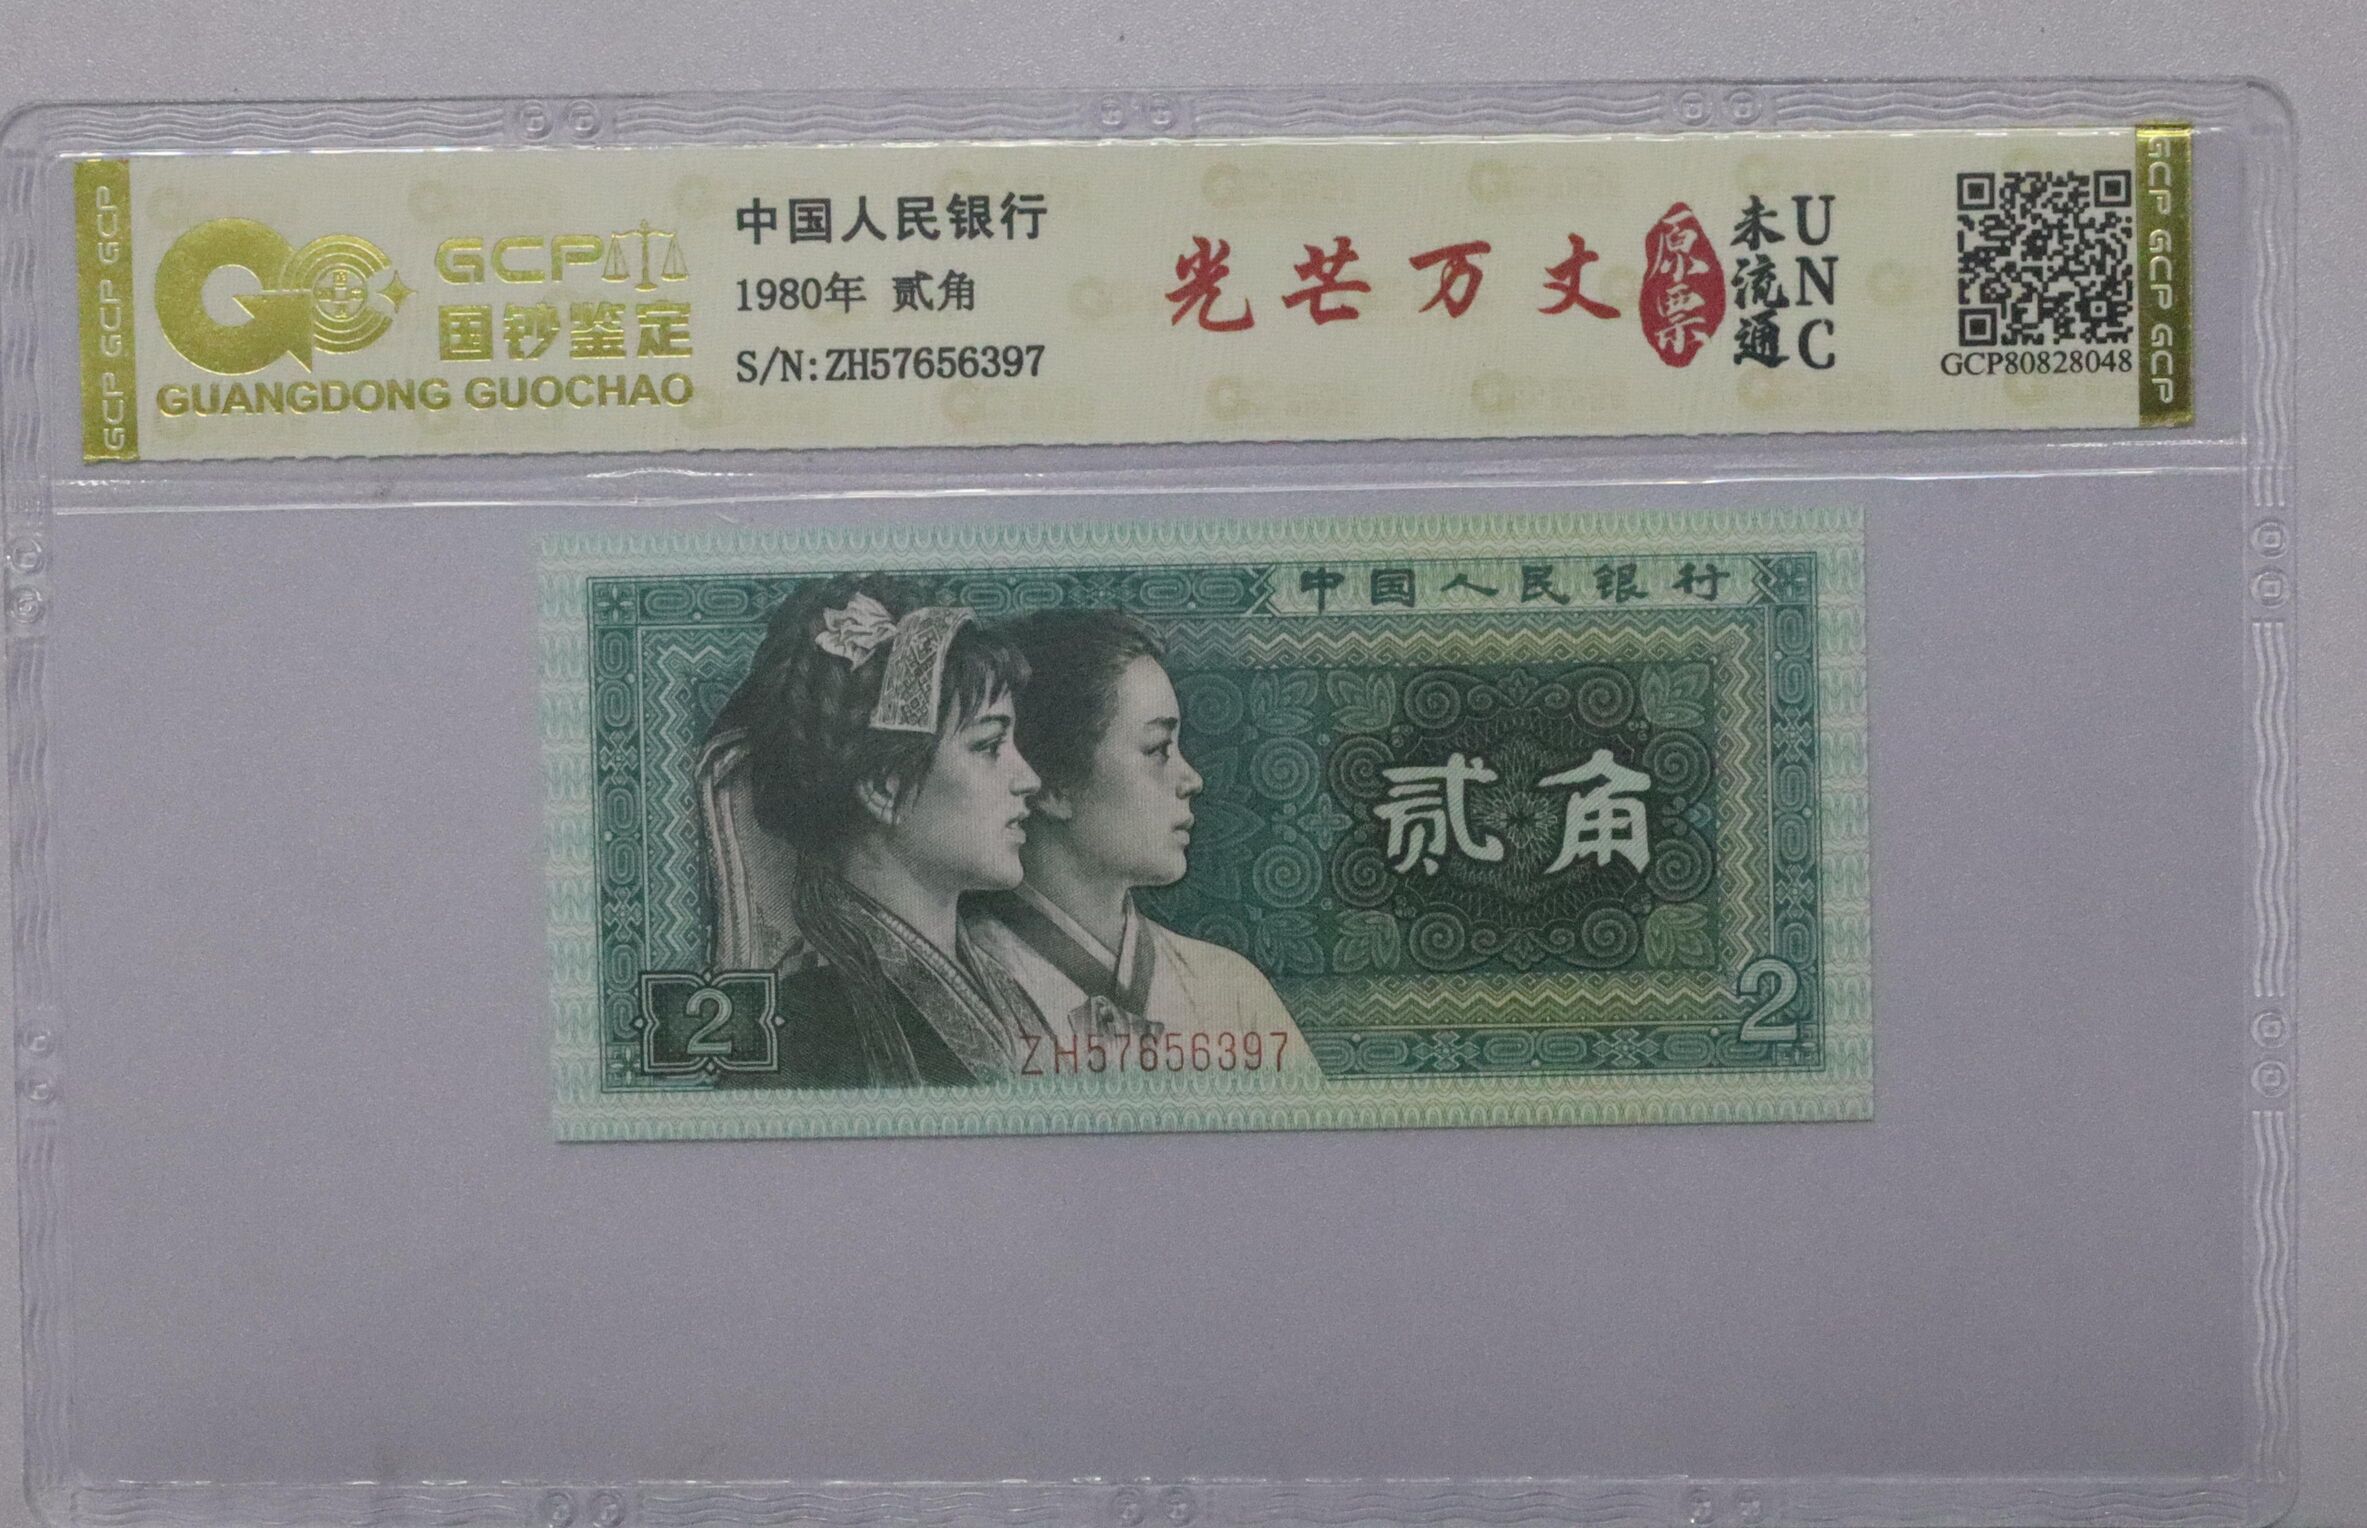 GCP GCP GCP
GCP
国钞鉴定
GUANGDONG GUOCHAO
中国人民银行
1980年 贰角
S/N:ZH57656397
光芒万丈
原票
未流通
UNC
GCP80828048
GCP GCP GCP
中国人民银行
贰角
2
2
ZH57656397